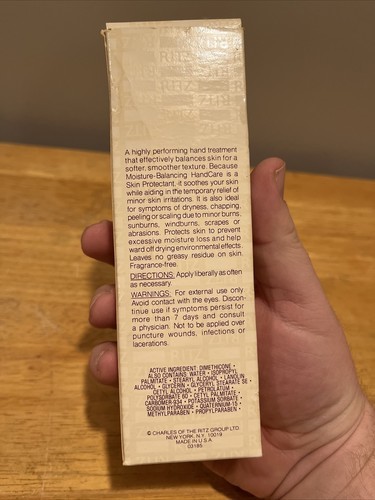 RITZ
RITZ
A highly performing hand treatment
that effectively balances skin for a
softer, smoother texture. Because
Moisture-Balancing HandCare is a
Skin Protectant, it soothes your skin
while aiding in the temporary relief of
minor skin irritations. It is also ideal
for symptoms of dryness, chapping,
peeling or scaling due to minor burns,
sunburns, windburns, scrapes or
abrasions. Protects skin to prevent
excessive moisture loss and help
ward off drying environmental effects.
Leaves no greasy residue on skin.
Fragrance-free.
DIRECTIONS: Apply liberally as often
as necessary.
WARNINGS: For external use only.
Avoid contact with the eyes. Discon-
tinue use if symptoms persist for
more than 7 days and consult
a physician. Not to be applied over
puncture wounds, infections or
lacerations.
ACTIVE INGREDIENT: DIMETHICONE •
ALSO CONTAINS: WATER • ISOPROPYL
PALMITATE • STEARYL ALCOHOL • LANOLIN
ALCOHOL • GLYCERIN • GLYCERYL STEARATE SE •
CETYL ALCOHOL • PETROLATUM •
POLYSORBATE 60 • CETYL PALMITATE •
CARBOMER-934 • POTASSIUM SORBATE •
SODIUM HYDROXIDE • QUATERNIUM-15 •
METHYLPARABEN • PROPYLPARABEN •
© CHARLES OF THE RITZ GROUP LTD.
NEW YORK, N.Y. 10019
MADE IN U.S.A.
03185